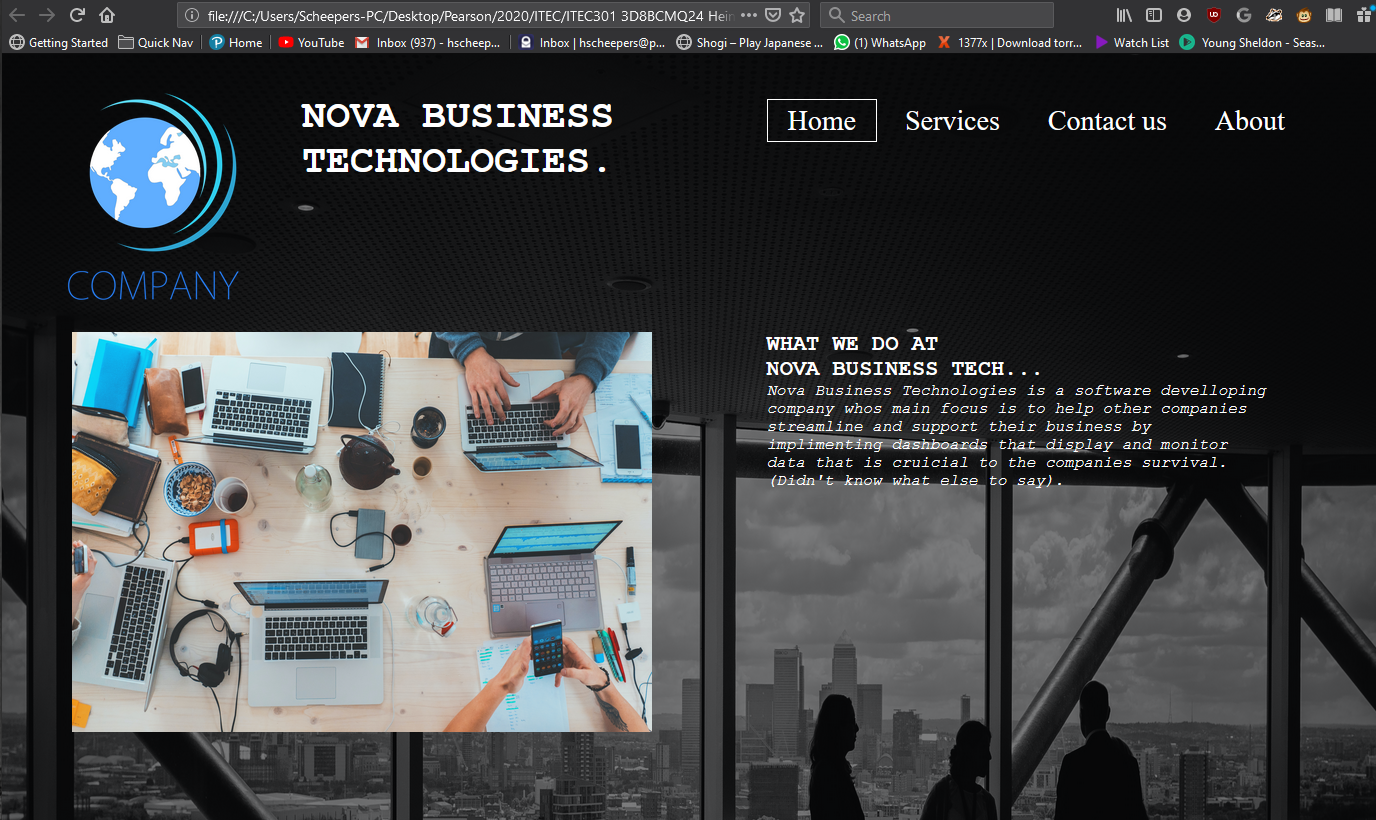 file:///C:/Users/Scheepers-PC/Desktop/Pearson/2020/ITEC/ITEC301 3D8BCMQ24 Hein
Search
Getting Started Quick Nav Home YouTube Inbox (937) - hscheep... Inbox | hscheepers@p... Shogi – Play Japanese ... (1) WhatsApp 1377x | Download torr... Watch List Young Sheldon - Seas...
NOVA BUSINESS
TECHNOLOGIES.
Home Services Contact us About
COMPANY
WHAT WE DO AT
NOVA BUSINESS TECH...
Nova Business Technologies is a software develloping
company whos main focus is to help other companies
streamline and support their business by
implimenting dashboards that display and monitor
data that is cruicial to the companies survival.
(Didn't know what else to say).